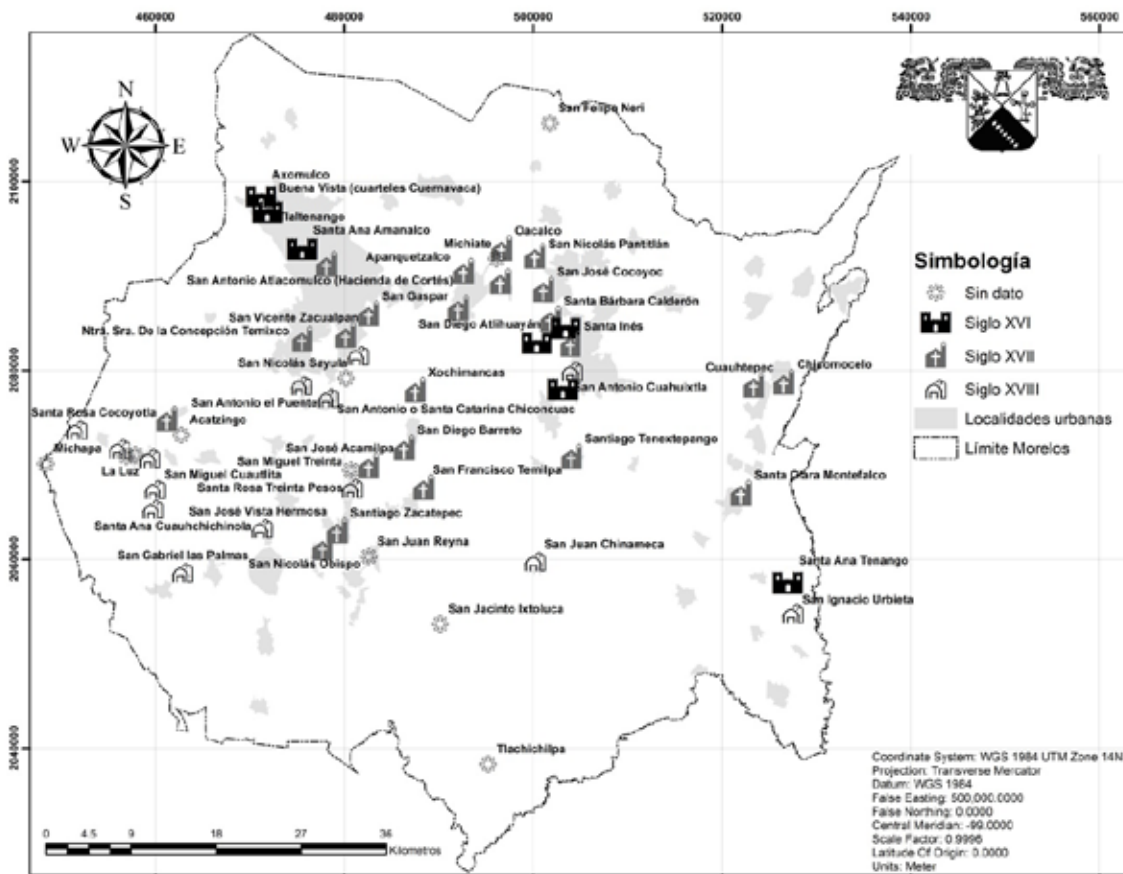 460000
480000
500000
520000
540000
560000
2100000
2080000
2060000
2040000
N
W
E
S
San Felipe Neri
Axomulco
Buena Vista (cuarteles Cuernavaca)
Tlaltenango
Santa Ana Amanalco
Oacalco
Michiate
San Nicolás Pantitlán
Apanquetzalco
San José Cocoyoc
San Antonio Atlacomulco (Hacienda de Cortés)
San Gaspar
Santa Bárbara Calderón
San Vicente Zacualpan
San Diego Atlihuayán
Santa Inés
Ntrá. Sra. De la Concepción Temixco
San Nicolás Sayula
Xochimancas
Cuauhtepec
Chicomocelo
San Antonio Cuahuixtla
San Antonio el Puente
San Antonio o Santa Catarina Chiconcuac
Santa Rosa Cocoyotla
Acatzingo
San Diego Barreto
Michapa
San José Acamilpa
Santiago Tenextepango
La Luz
San Miguel Treinta
San Francisco Temilpa
San Miguel Cuautlita
Santa Clara Montefalco
Santa Rosa Treinta Pesos
San José Vista Hermosa
Santiago Zacatepec
Santa Ana Cuauhchichinola
San Juan Reyna
San Juan Chinameca
San Gabriel las Palmas
San Nicolás Obispo
Santa Ana Tenango
San Ignacio Urbieta
San Jacinto Ixtoluca
Tlachichilpa
Simbología
Sin dato
Siglo XVI
Siglo XVII
Siglo XVIII
Localidades urbanas
Límite Morelos
0 4.5 9 18 27 36
Kilometros
Coordinate System: WGS 1984 UTM Zone 14N
Projection: Transverse Mercator
Datum: WGS 1984
False Easting: 500,000.0000
False Northing: 0.0000
Central Meridian: -99.0000
Scale Factor: 0.9996
Latitude Of Origin: 0.0000
Units: Meter